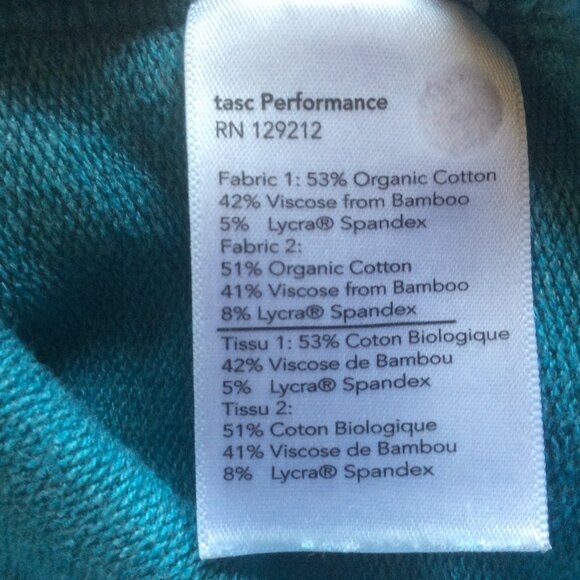 tasc Performance
RN 129212
Fabric 1: 53% Organic Cotton
42% Viscose from Bamboo
5% Lycra® Spandex
Fabric 2:
51% Organic Cotton
41% Viscose from Bamboo
8% Lycra® Spandex
Tissu 1: 53% Coton Biologique
42% Viscose de Bambou
5% Lycra® Spandex
Tissu 2:
51% Coton Biologique
41% Viscose de Bambou
8% Lycra® Spandex